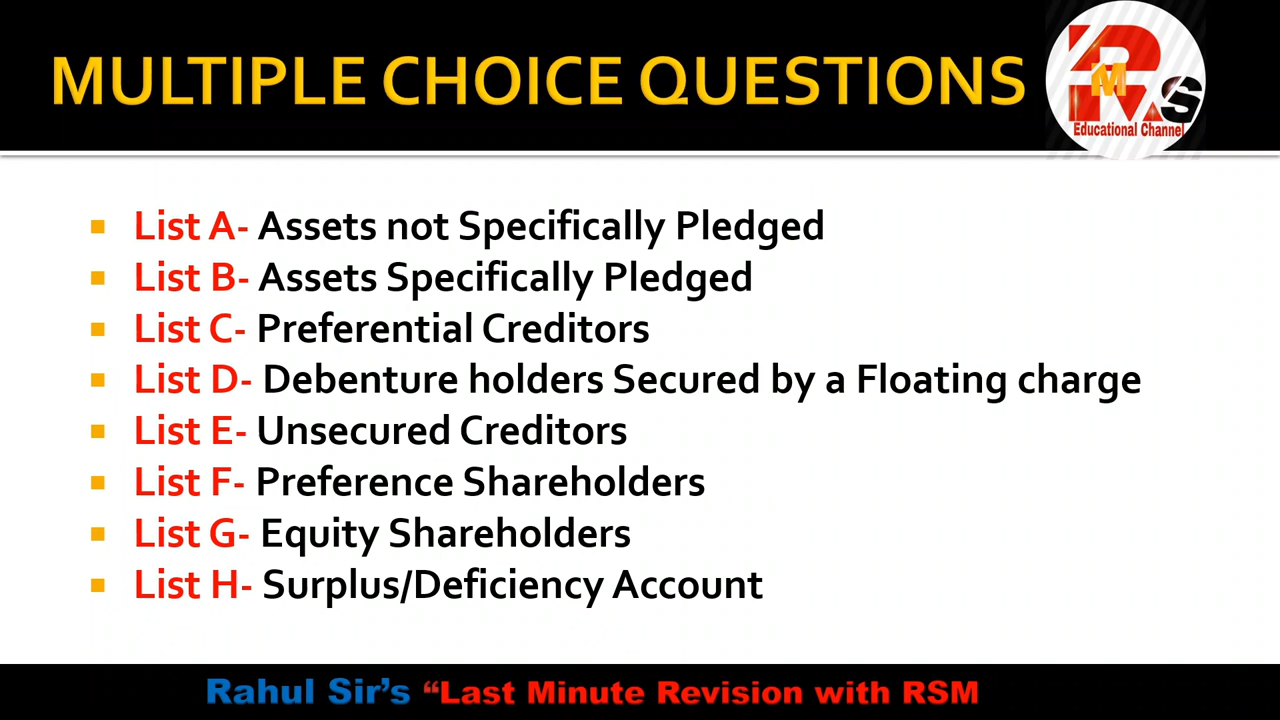 MULTIPLE CHOICE QUESTIONS
RMS
Educational Channel
List A- Assets not Specifically Pledged
List B- Assets Specifically Pledged
List C- Preferential Creditors
List D- Debenture holders Secured by a Floating charge
List E- Unsecured Creditors
List F- Preference Shareholders
List G- Equity Shareholders
List H- Surplus/Deficiency Account
Rahul Sir's "Last Minute Revision with RSM